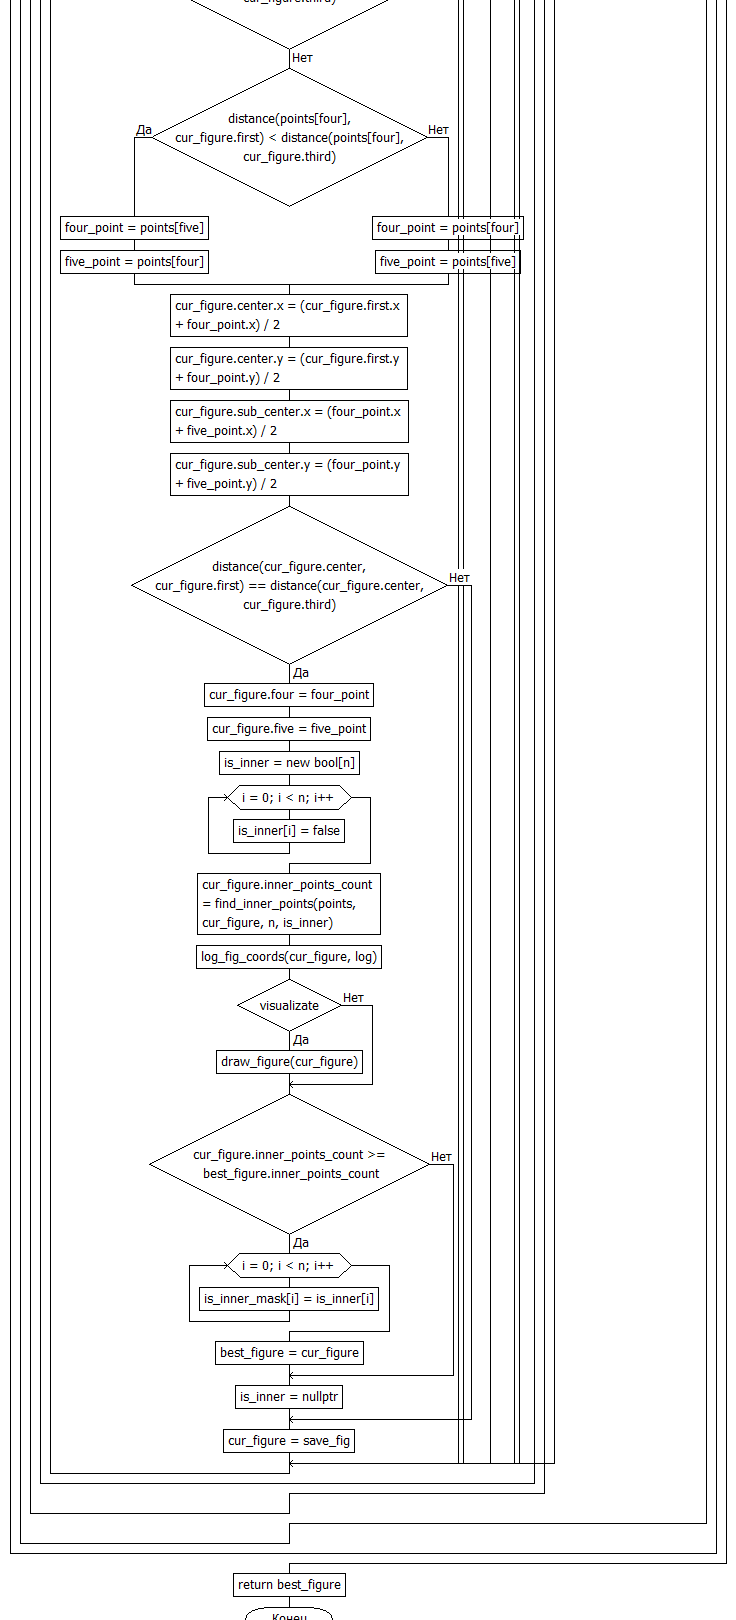 cur_figure.third)
Нет
distance(points[four],
cur_figure.first) < distance(points[four],
cur_figure.third)
Да
Нет
four_point = points[five]
four_point = points[four]
five_point = points[four]
five_point = points[five]
cur_figure.center.x = (cur_figure.first.x
+ four_point.x) / 2
cur_figure.center.y = (cur_figure.first.y
+ four_point.y) / 2
cur_figure.sub_center.x = (four_point.x
+ five_point.x) / 2
cur_figure.sub_center.y = (four_point.y
+ five_point.y) / 2
distance(cur_figure.center,
cur_figure.first) == distance(cur_figure.center,
cur_figure.third)
Нет
Да
cur_figure.four = four_point
cur_figure.five = five_point
is_inner = new bool[n]
i = 0; i < n; i++
is_inner[i] = false
cur_figure.inner_points_count
= find_inner_points(points,
cur_figure, n, is_inner)
log_fig_coords(cur_figure, log)
visualizate
Нет
Да
draw_figure(cur_figure)
cur_figure.inner_points_count >=
best_figure.inner_points_count
Нет
Да
i = 0; i < n; i++
is_inner_mask[i] = is_inner[i]
best_figure = cur_figure
is_inner = nullptr
cur_figure = save_fig
return best_figure
Конец